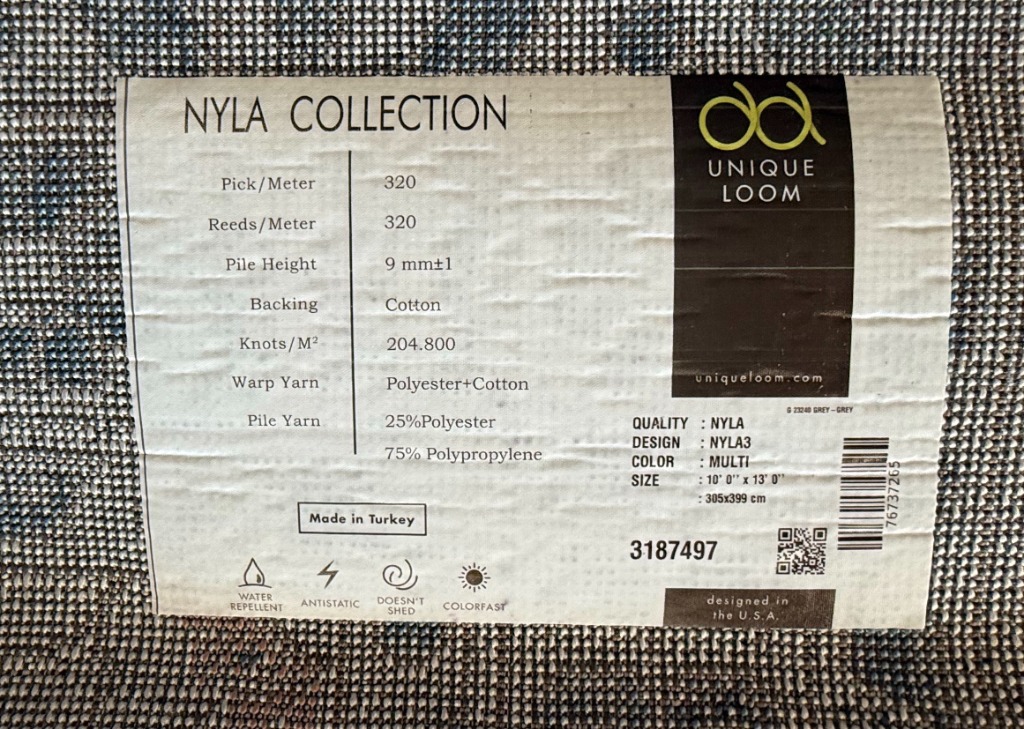 NYLA COLLECTION
Pick/Meter 320
Reeds/Meter 320
Pile Height 9 mm±1
Backing Cotton
Knots/M² 204.800
Warp Yarn Polyester+Cotton
Pile Yarn 25%Polyester
75% Polypropylene
Made in Turkey
WATER
REPELLENT
ANTISTATIC
DOESN'T
SHED
COLORFAST
UNIQUE
LOOM
uniqueloom.com
G 23240 GREY - GREY
QUALITY : NYLA
DESIGN : NYLA3
COLOR : MULTI
SIZE : 10' 0" x 13' 0"
: 305x399 cm
76737265
3187497
designed in
the U.S.A.